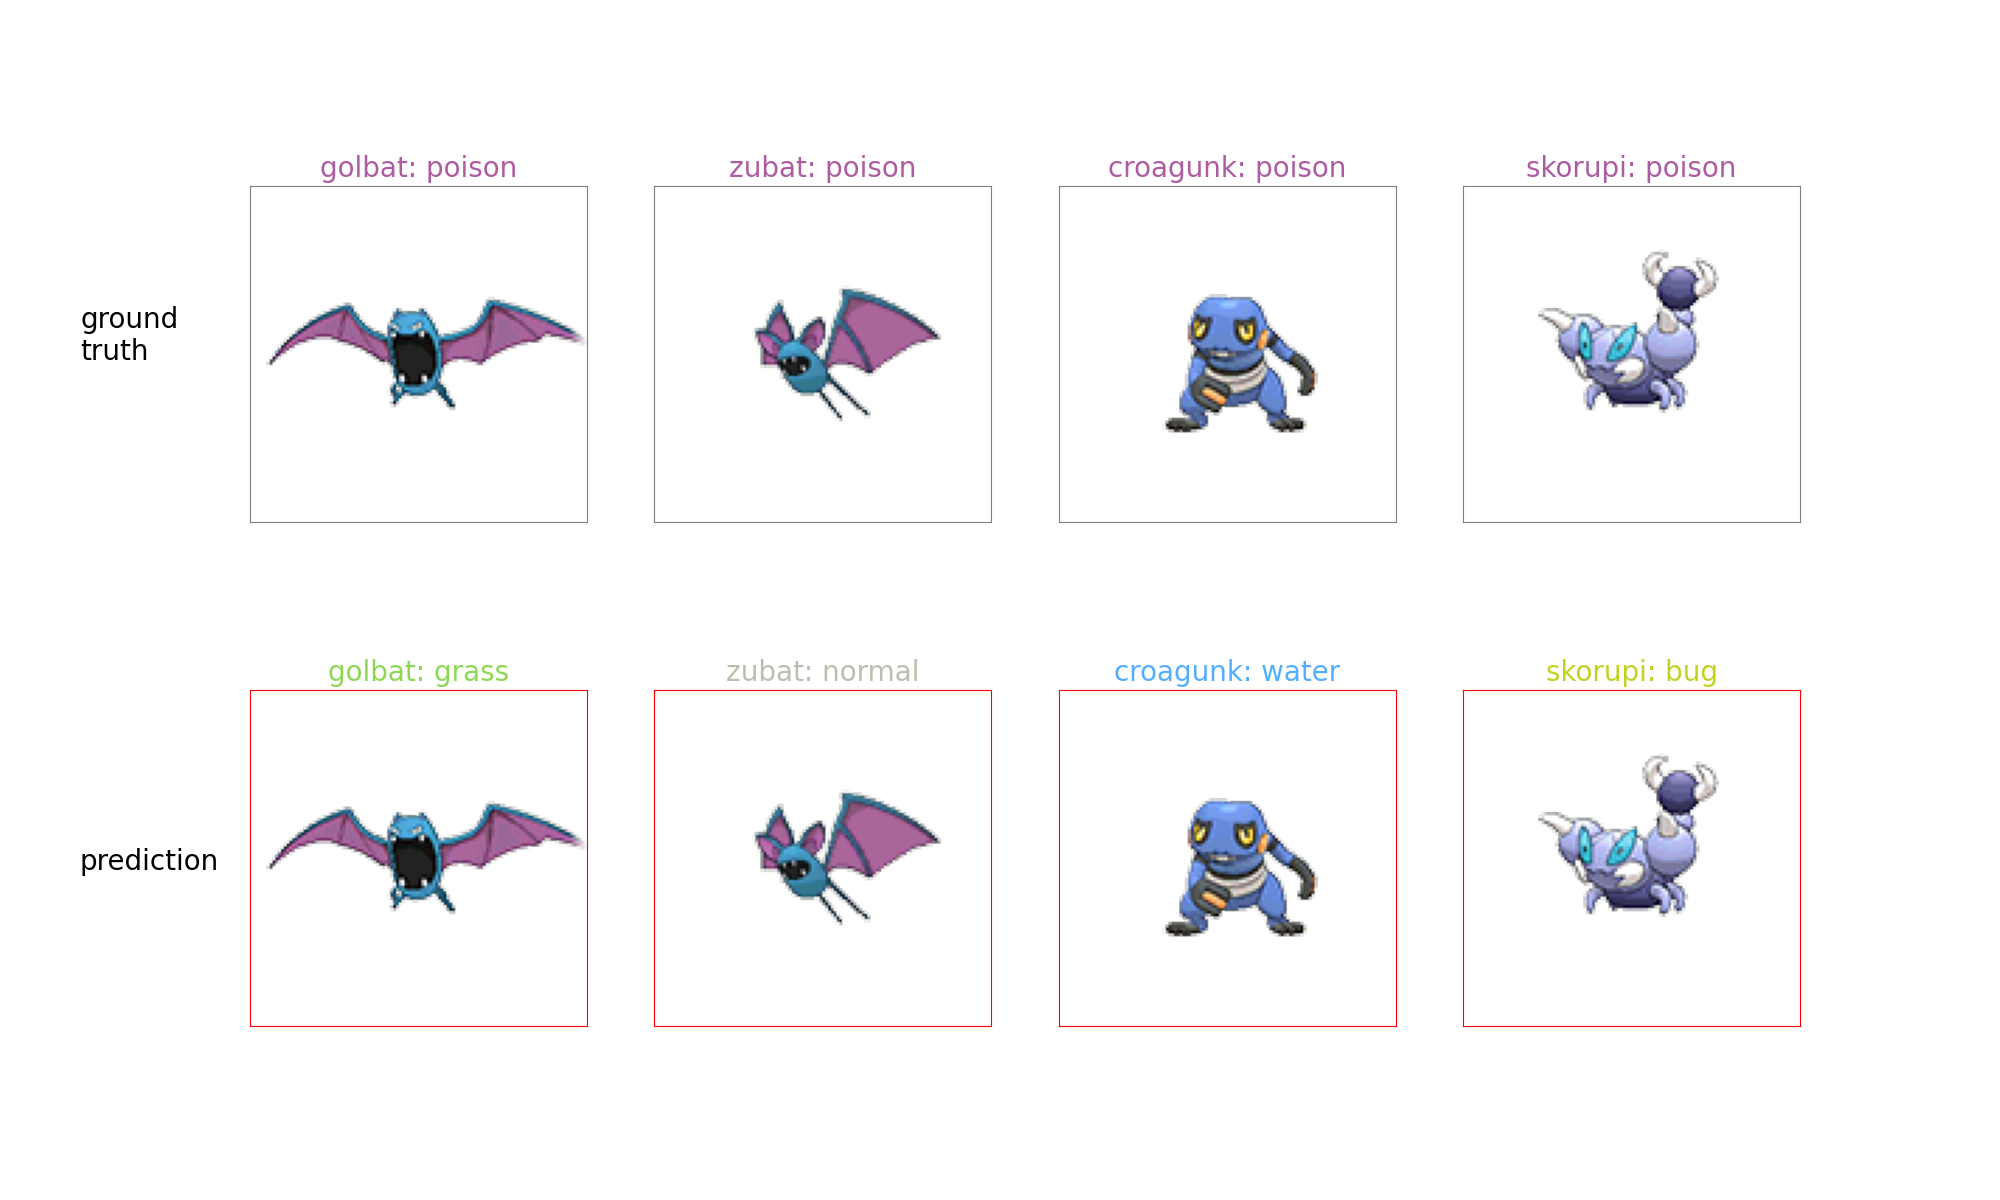 golbat: poison
zubat: poison
croagunk: poison
skorupi: poison
ground
truth
golbat: grass
zubat: normal
croagunk: water
skorupi: bug
prediction